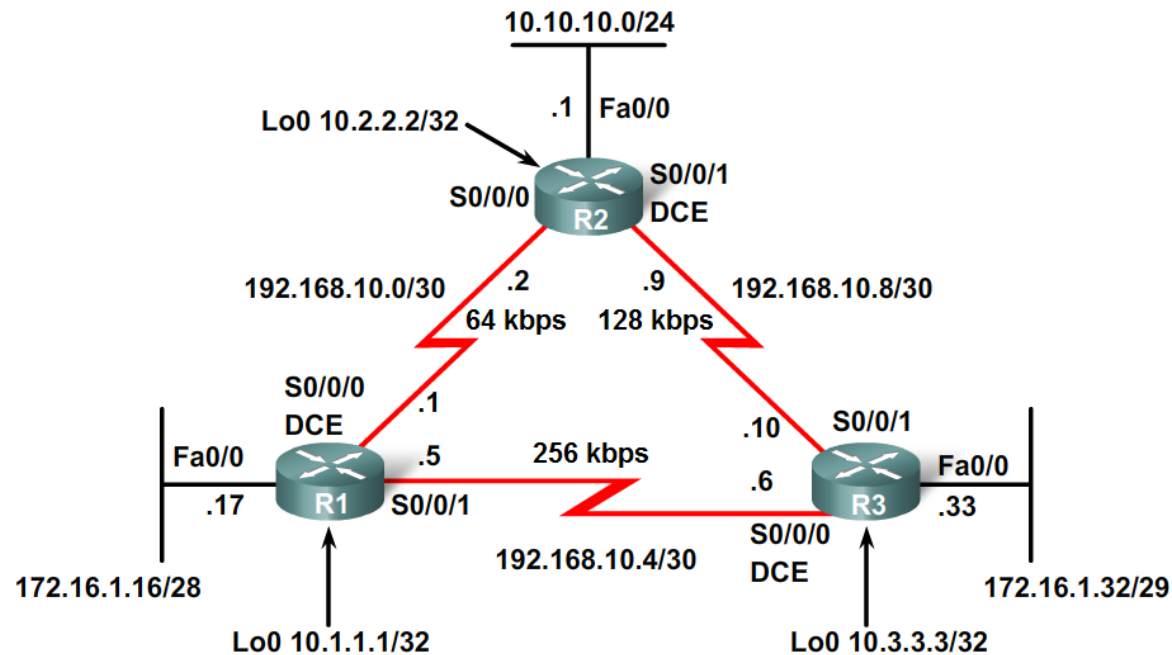 10.10.10.0/24
.1
Fa0/0
Lo0 10.2.2.2/32
S0/0/0
S0/0/1
DCE
R2
.2
.9
192.168.10.0/30
192.168.10.8/30
64 kbps
128 kbps
S0/0/0
DCE
.1
.10
S0/0/1
Fa0/0
.17
R1
.5
S0/0/1
256 kbps
192.168.10.4/30
.6
S0/0/0
DCE
R3
Fa0/0
.33
172.16.1.16/28
172.16.1.32/29
Lo0 10.1.1.1/32
Lo0 10.3.3.3/32